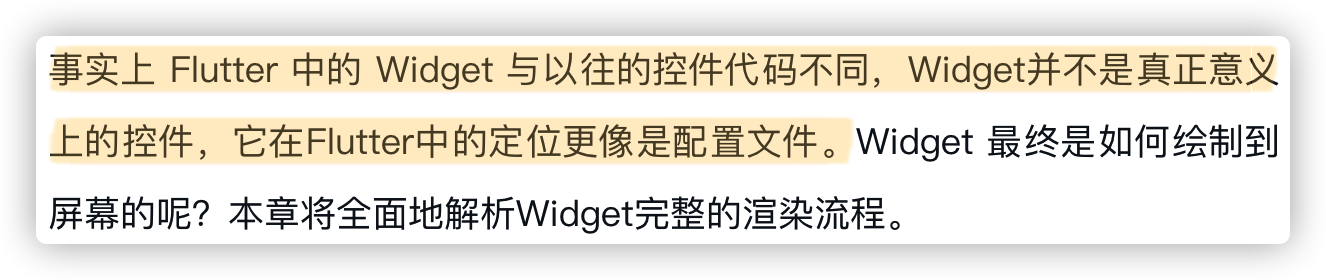 事实上 Flutter 中的 Widget 与以往的控件代码不同，Widget并不是真正意义
上的控件，它在Flutter中的定位更像是配置文件。Widget 最终是如何绘制到
屏幕的呢？本章将全面地解析Widget完整的渲染流程。